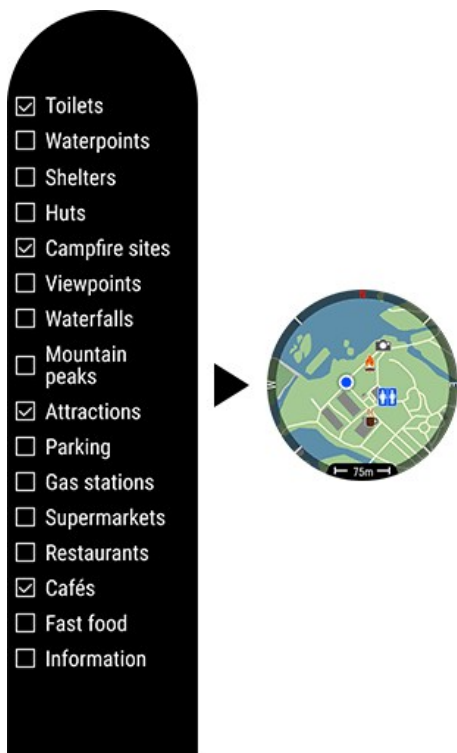 Toilets
Waterpoints
Shelters
Huts
Campfire sites
Viewpoints
Waterfalls
Mountain
peaks
Attractions
Parking
Gas stations
Supermarkets
Restaurants
Cafés
Fast food
Information
W
E
75m